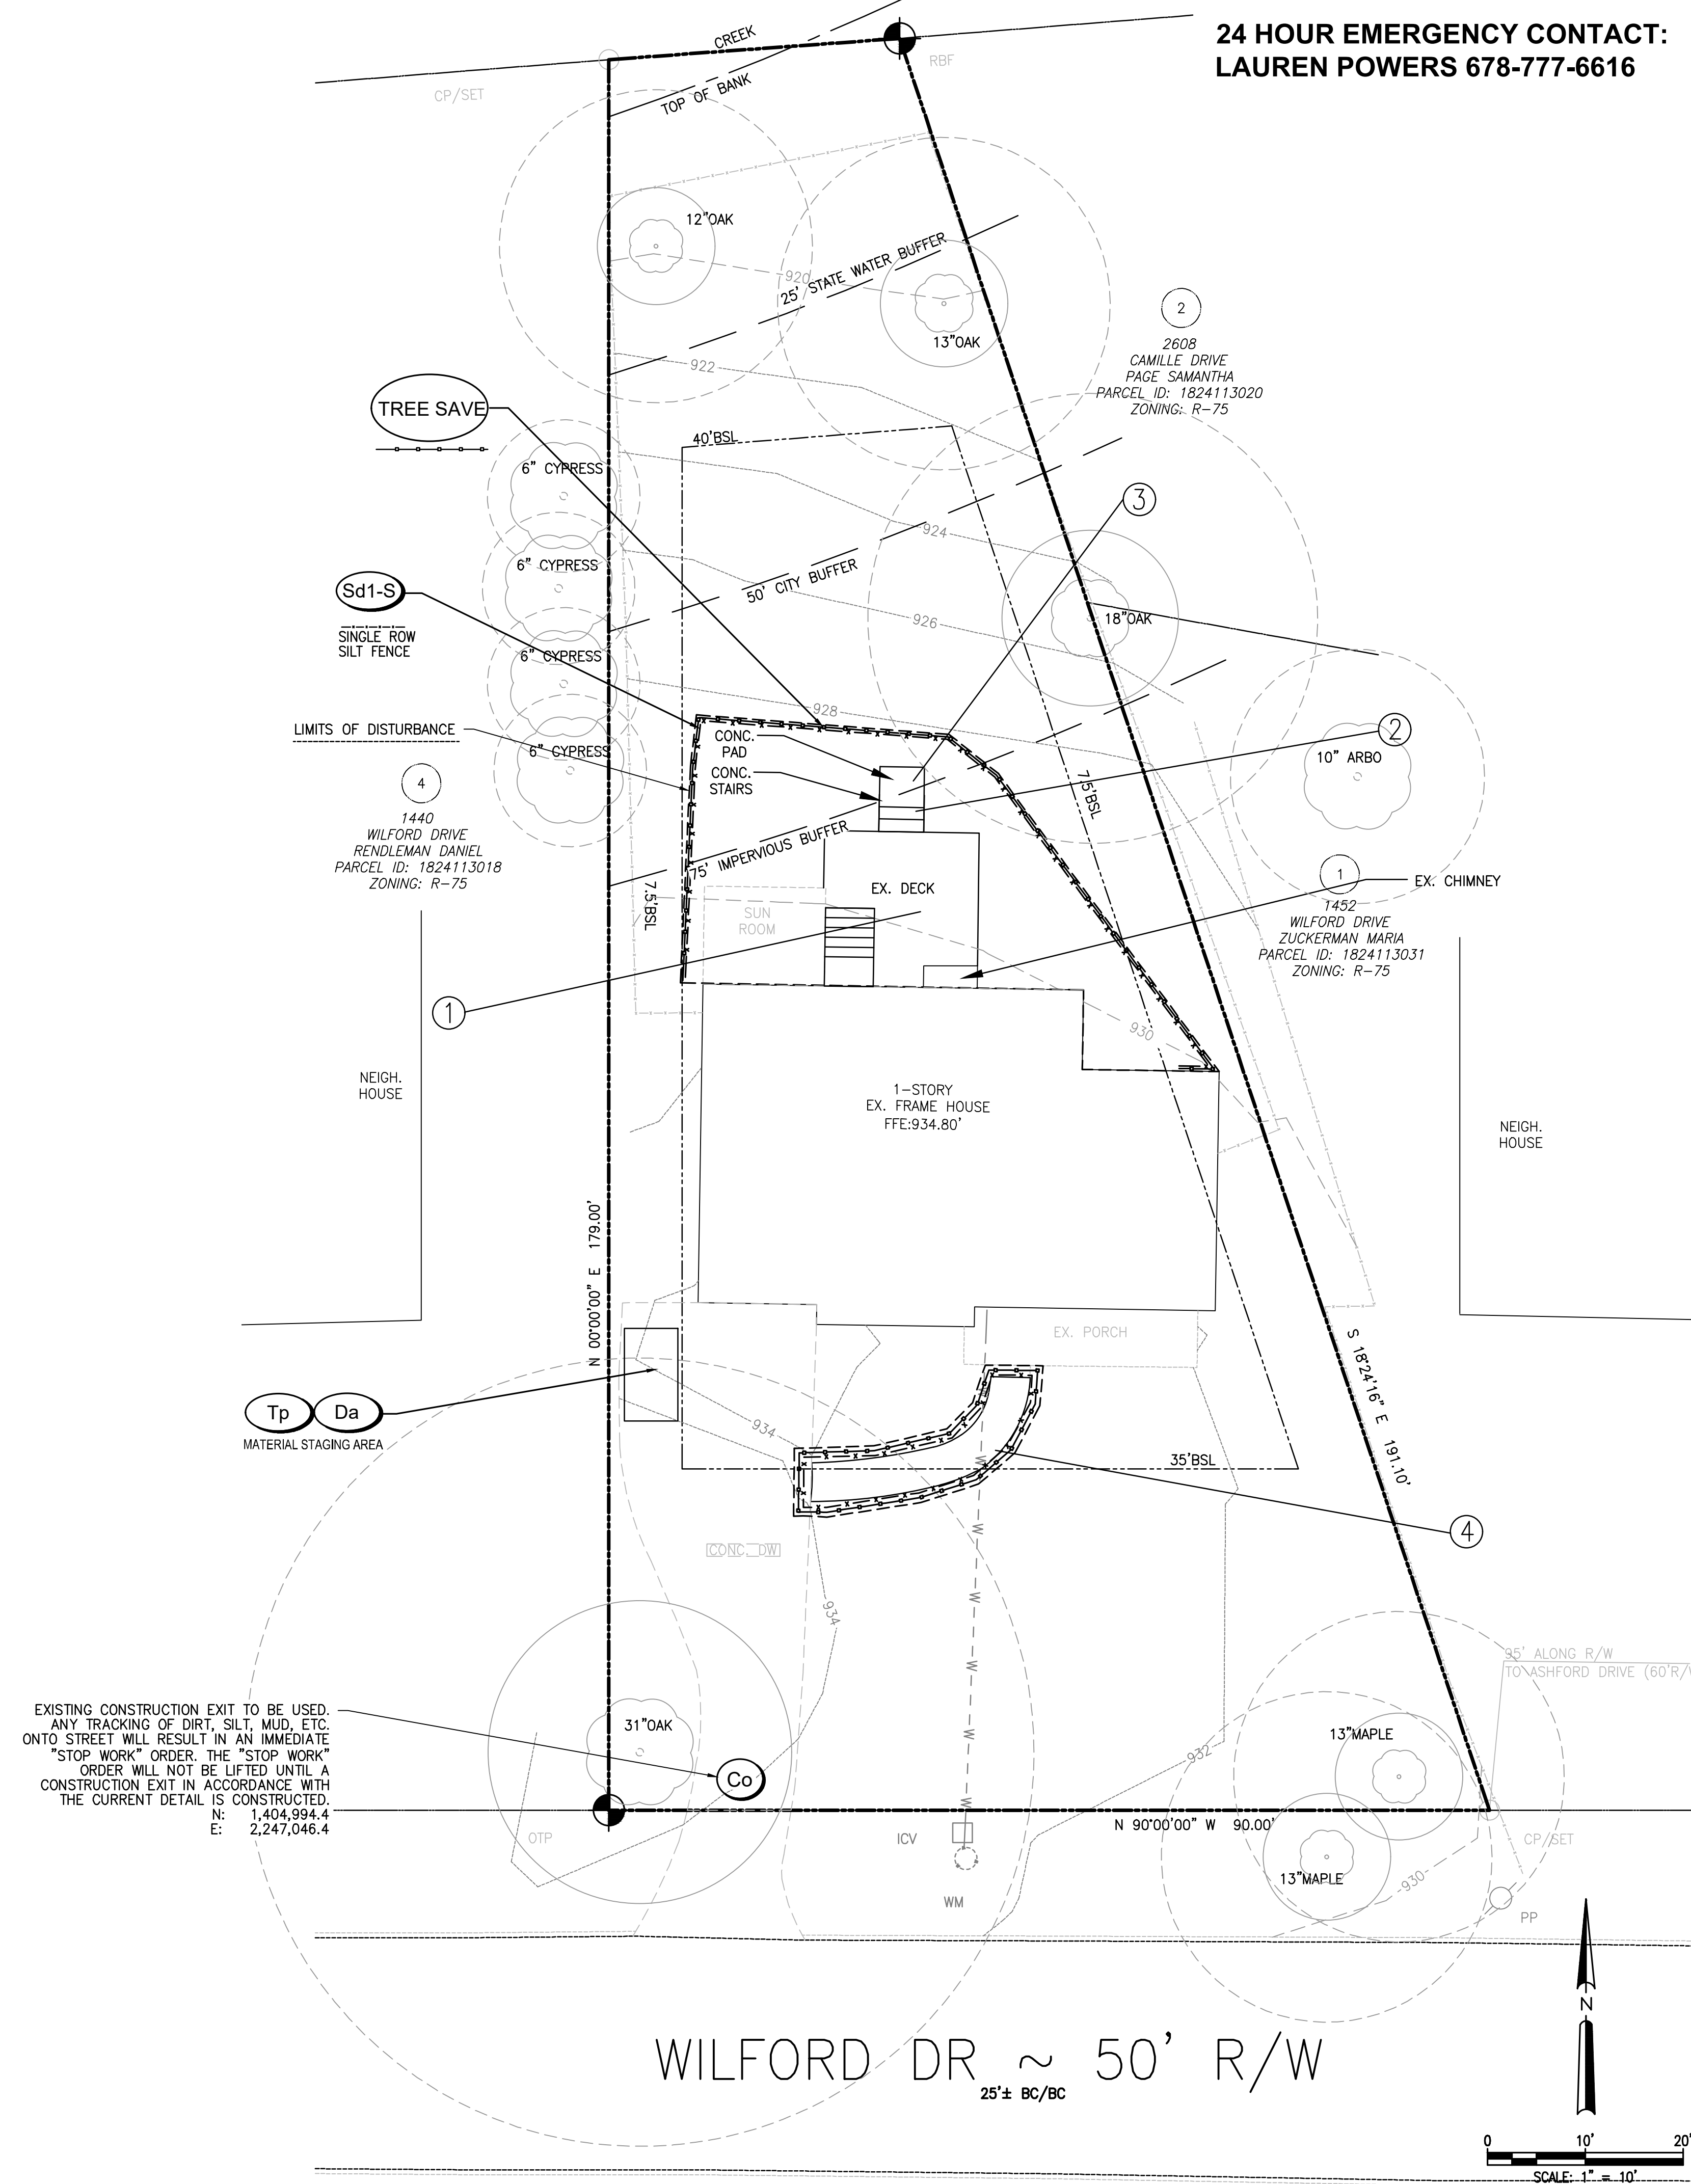 24 HOUR EMERGENCY CONTACT:
LAUREN POWERS 678-777-6616
CREEK
RBF
CP/SET
TOP OF BANK
12"OAK
920
25' STATE WATER BUFFER
13"OAK
2
2608
CAMILLE DRIVE
PAGE SAMANTHA
PARCEL ID: 1824113020
ZONING: R-75
922
TREE SAVE
40'BSL
6" CYPRESS
3
924
6" CYPRESS
50' CITY BUFFER
Sd1-S
SINGLE ROW
SILT FENCE
926
18"OAK
6" CYPRESS
928
LIMITS OF DISTURBANCE
6" CYPRESS
CONC.
PAD
CONC.
STAIRS
2
10" ARBO
7.5'BSL
4
1440
WILFORD DRIVE
RENDLEMAN DANIEL
PARCEL ID: 1824113018
ZONING: R-75
75' IMPERVIOUS BUFFER
7.5'BSL
EX. DECK
SUN
ROOM
1
EX. CHIMNEY
1452
WILFORD DRIVE
ZUCKERMAN MARIA
PARCEL ID: 1824113031
ZONING: R-75
1
930
NEIGH.
HOUSE
1-STORY
EX. FRAME HOUSE
FFE:934.80'
NEIGH.
HOUSE
N 00°00'00" E 179.00'
EX. PORCH
S 18°24'16" E 191.10'
Tp
Da
MATERIAL STAGING AREA
934
35'BSL
4
CONC. DW
W
W
W
W
W
W
934
95' ALONG R/W
TO ASHFORD DRIVE (60'R/W
EXISTING CONSTRUCTION EXIT TO BE USED.
ANY TRACKING OF DIRT, SILT, MUD, ETC.
ONTO STREET WILL RESULT IN AN IMMEDIATE
"STOP WORK" ORDER. THE "STOP WORK"
ORDER WILL NOT BE LIFTED UNTIL A
CONSTRUCTION EXIT IN ACCORDANCE WITH
THE CURRENT DETAIL IS CONSTRUCTED.
N: 1,404,994.4
E: 2,247,046.4
31"OAK
Co
932
13"MAPLE
N 90°00'00" W 90.00'
OTP
ICV
CP/SET
13"MAPLE
930
WM
PP
N
WILFORD DR ~ 50' R/W
25'± BC/BC
0 10' 20'
SCALE: 1" = 10'